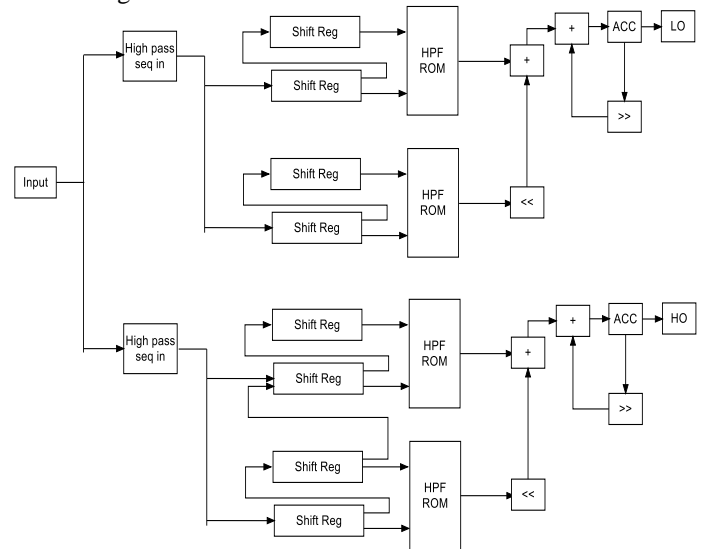 Shift Reg
High pass
seq in
Shift Reg
HPF
ROM
+
+
ACC
LO
>>
Input
Shift Reg
Shift Reg
HPF
ROM
<<
High pass
seq in
Shift Reg
Shift Reg
HPF
ROM
+
+
ACC
HO
>>
Shift Reg
Shift Reg
HPF
ROM
<<